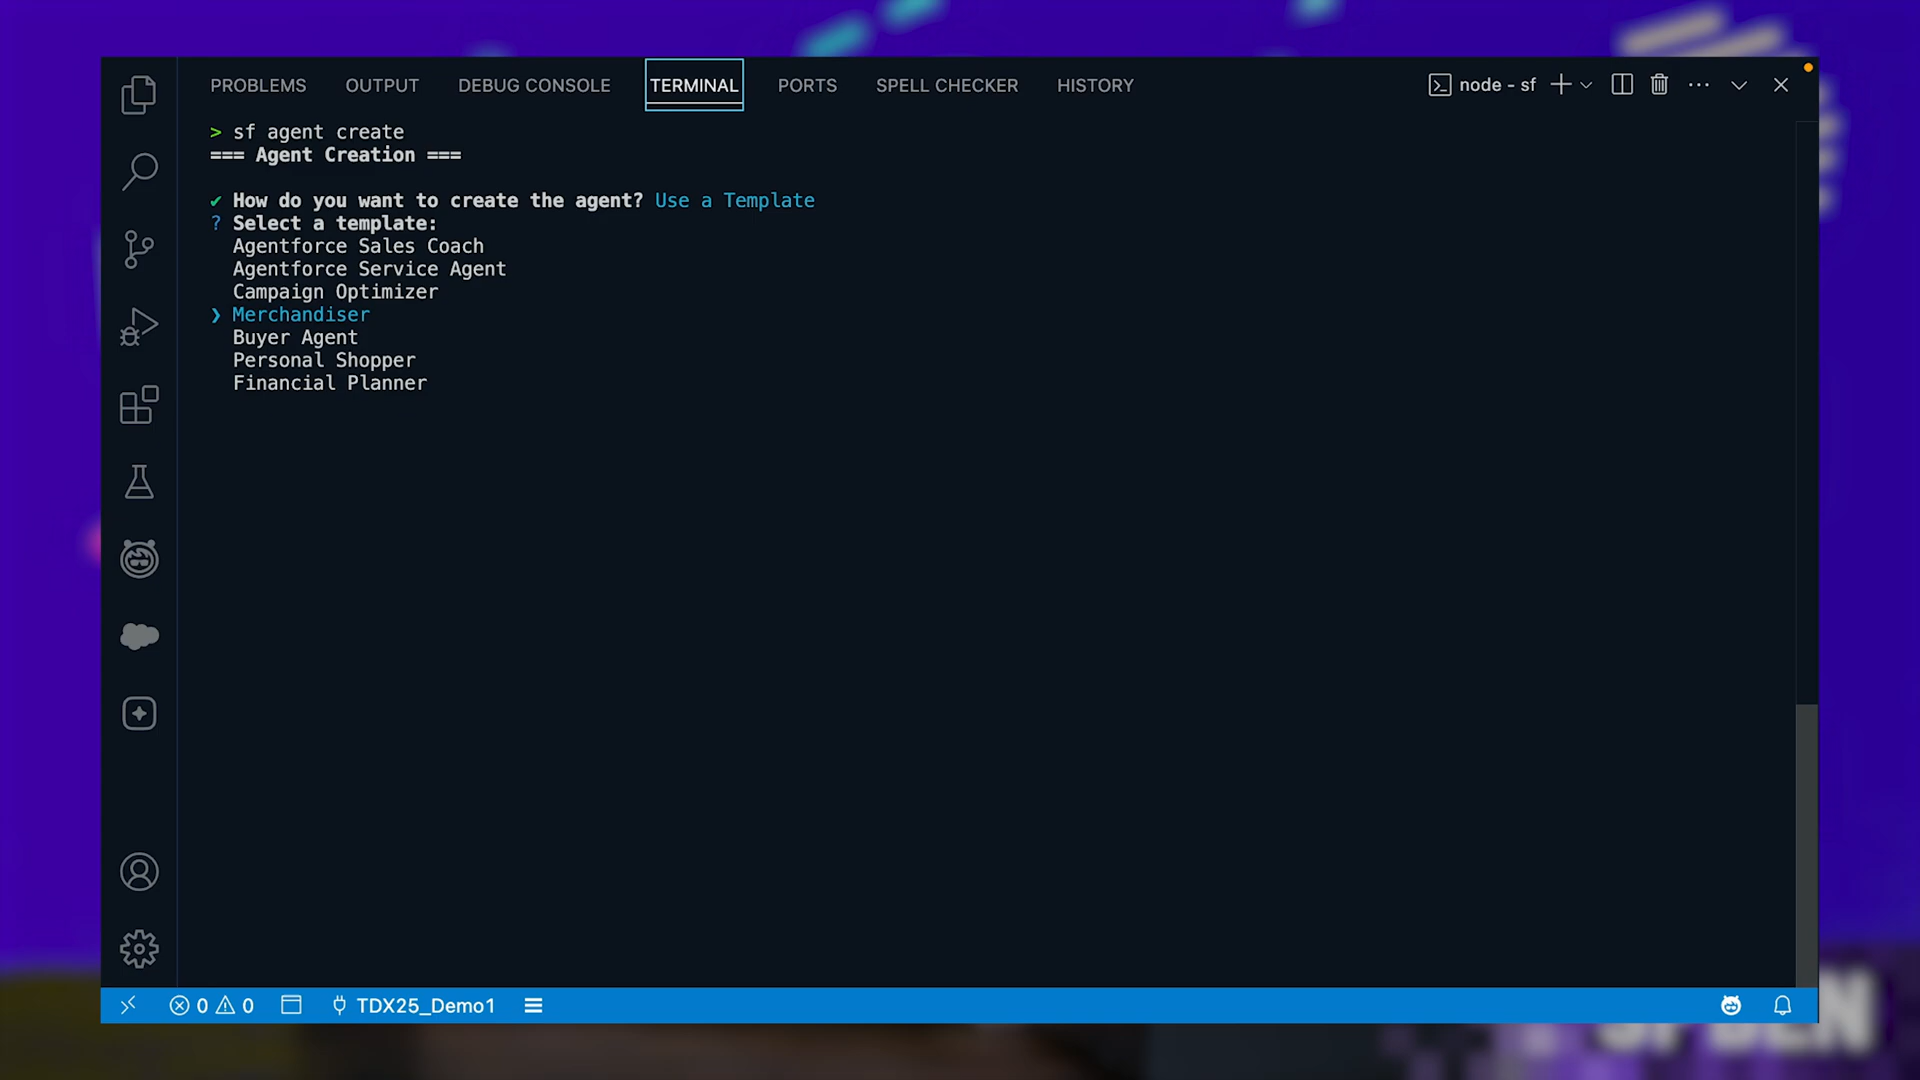 PROBLEMS OUTPUT DEBUG CONSOLE TERMINAL PORTS SPELL CHECKER HISTORY node - sf
> sf agent create
=== Agent Creation ===
✔ How do you want to create the agent? Use a Template
? Select a template:
Agentforce Sales Coach
Agentforce Service Agent
Campaign Optimizer
❯ Merchandiser
Buyer Agent
Personal Shopper
Financial Planner
0 0 TDX25_Demo1